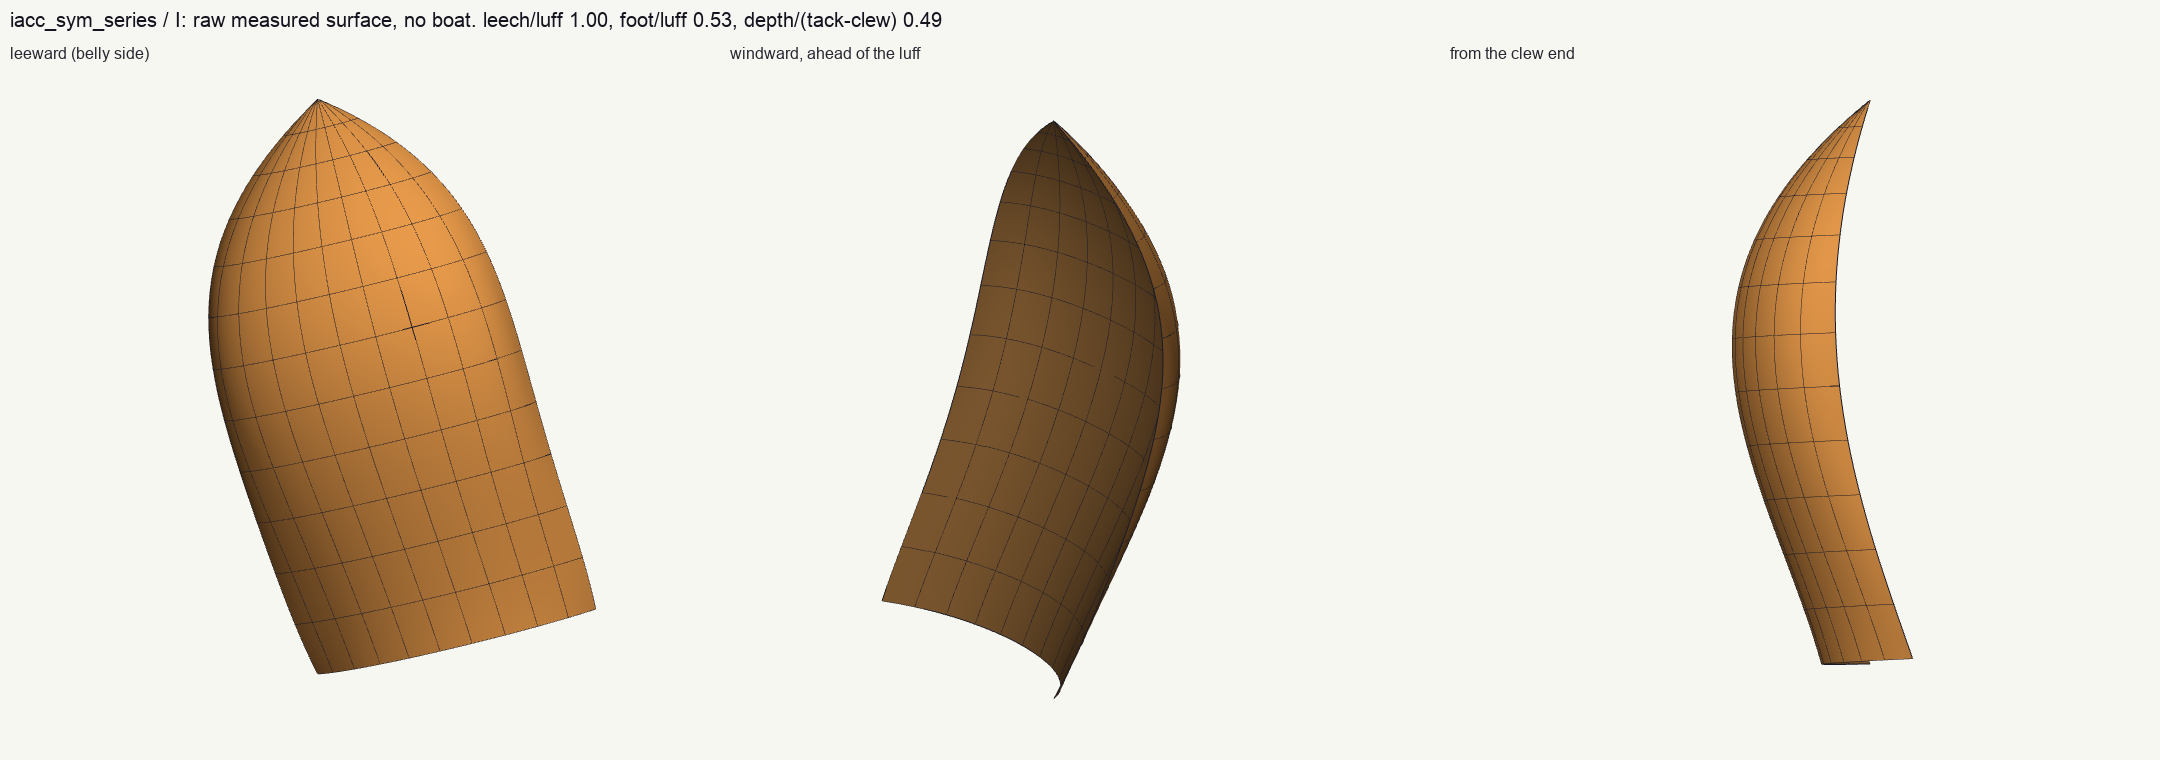 iacc_sym_series / I: raw measured surface, no boat. leech/luff 1.00, foot/luff 0.53, depth/(tack-clew) 0.49
leeward (belly side)
windward, ahead of the luff
from the clew end